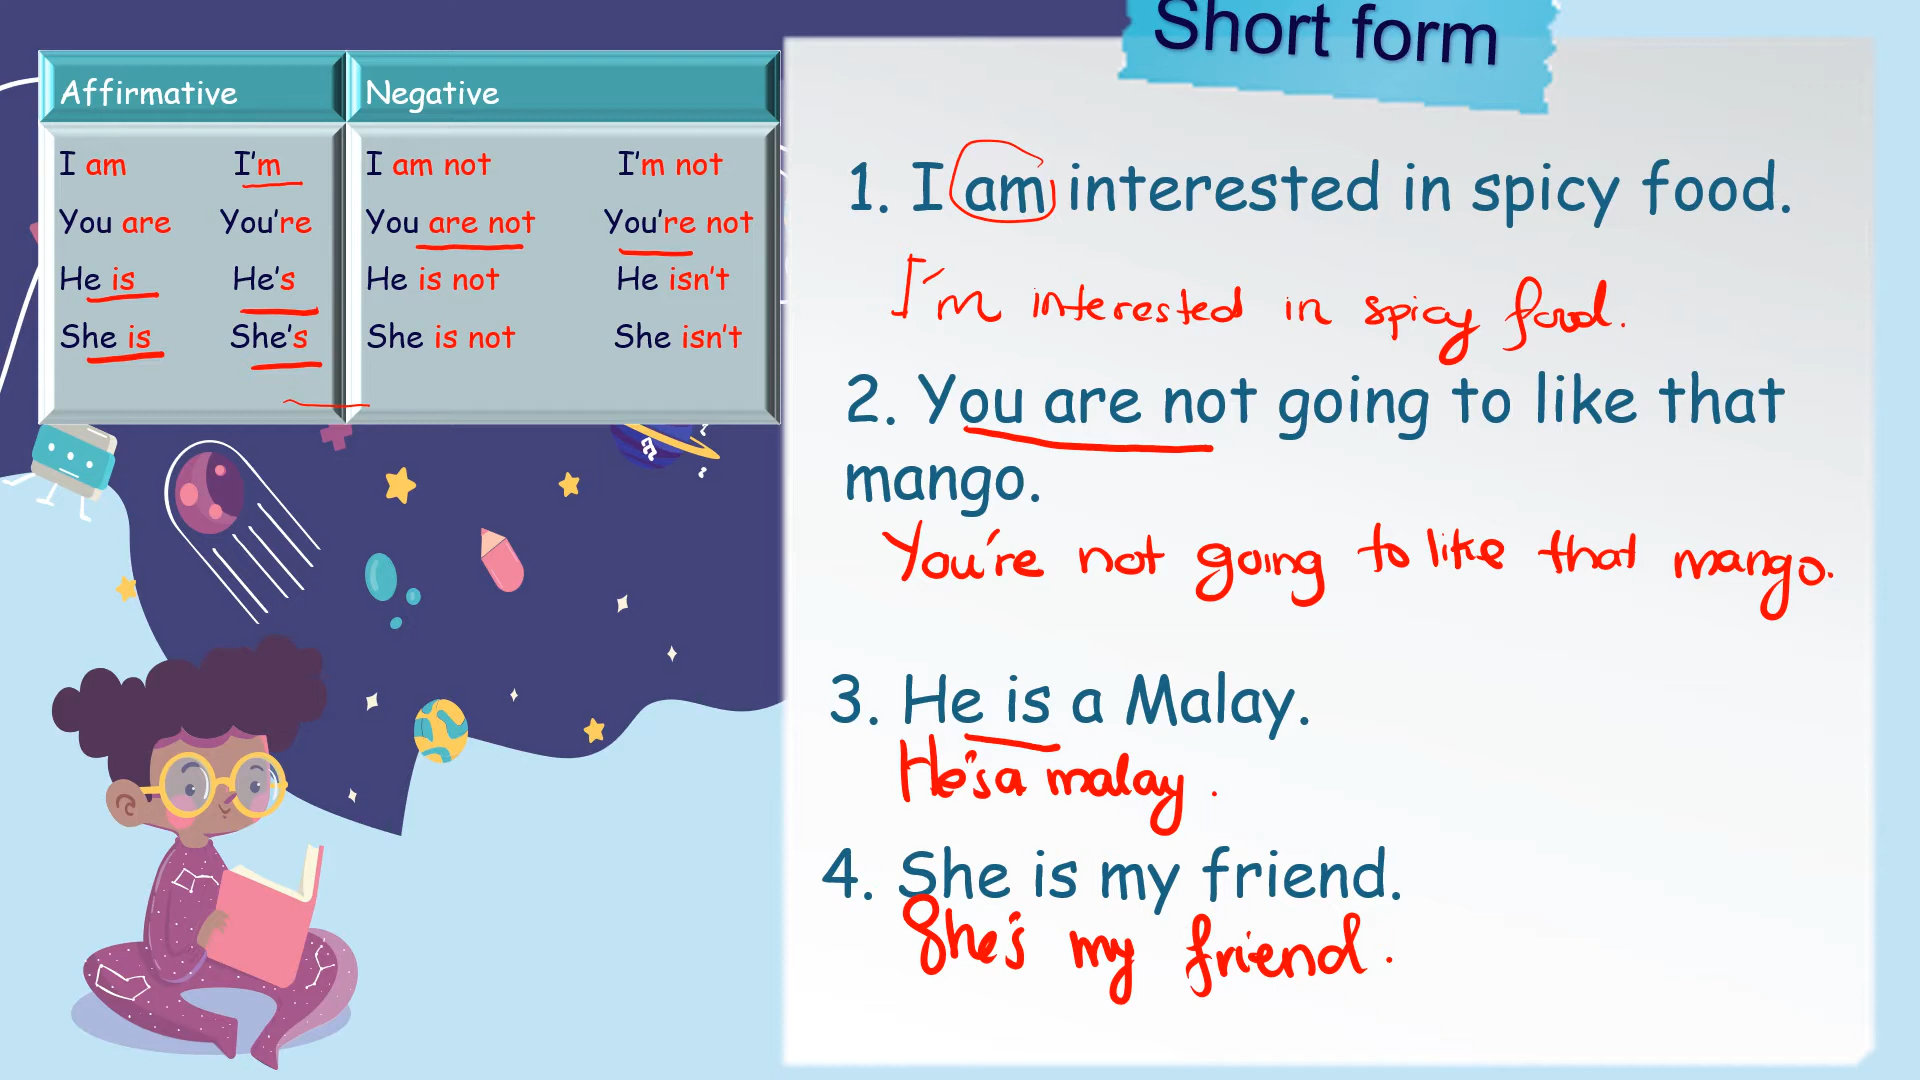 Short form
Affirmative Negative
I am I'm I am not I'm not
You are You're You are not You're not
He is He's He is not He isn't
She is She's She is not She isn't
1. I am interested in spicy food.
I'm interested in spicy food.
2. You are not going to like that
mango.
You're not going to like that mango.
3. He is a Malay.
He's a malay.
4. She is my friend.
She's my friend.